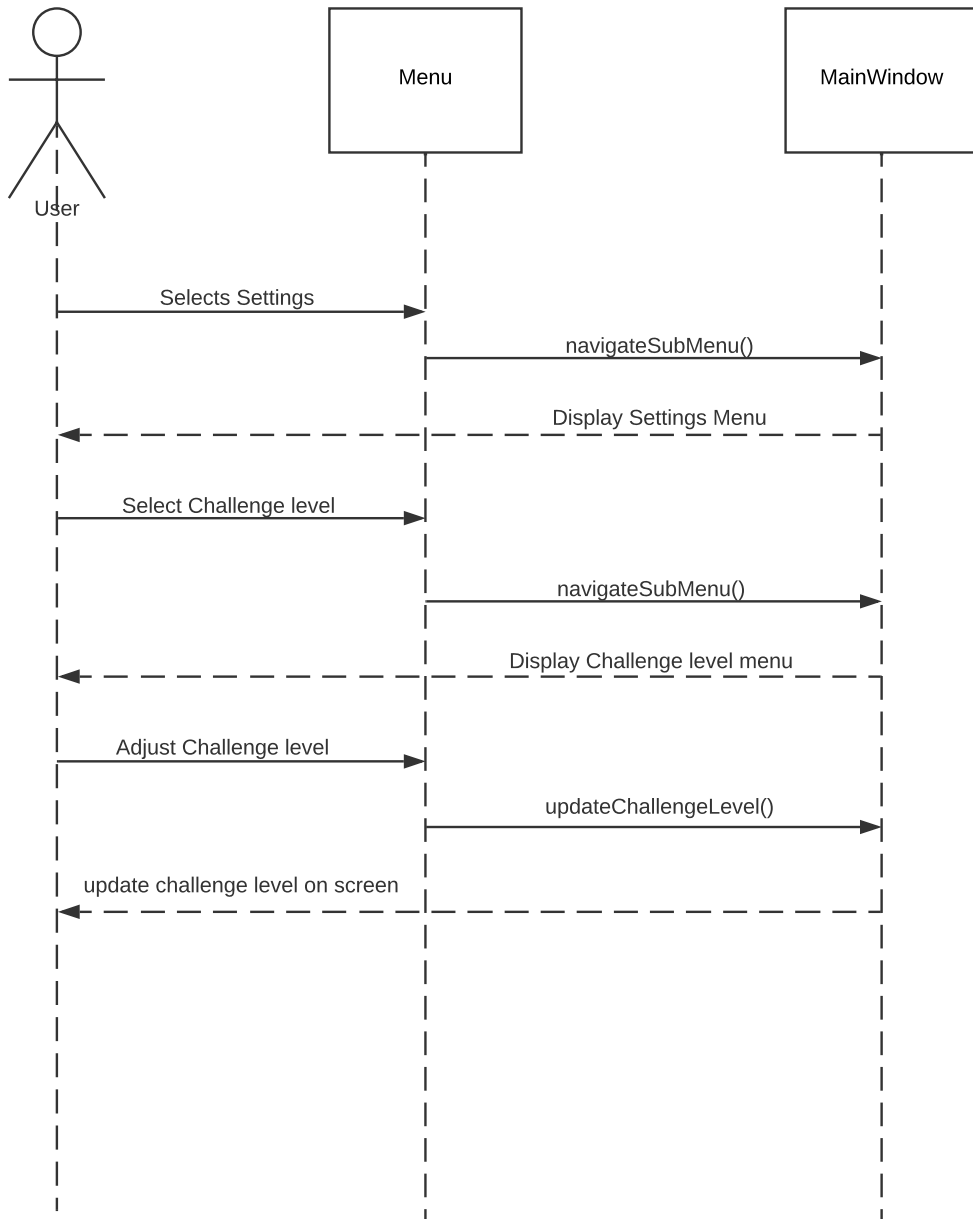 Menu
MainWindow
User
Selects Settings
navigateSubMenu()
Display Settings Menu
Select Challenge level
navigateSubMenu()
Display Challenge level menu
Adjust Challenge level
updateChallengeLevel()
update challenge level on screen